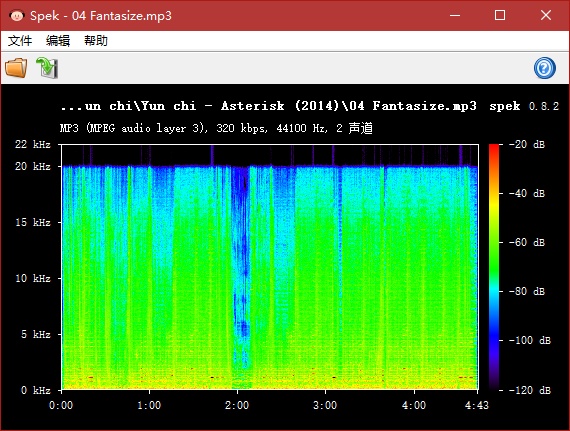 Spek - 04 Fantasize.mp3
文件 编辑 帮助
...un chi\Yun chi - Asterisk (2014)\04 Fantasize.mp3 spek 0.8.2
MP3 (MPEG audio layer 3), 320 kbps, 44100 Hz, 2 声道
22 kHz
20 kHz
15 kHz
10 kHz
5 kHz
0 kHz
-20 dB
-40 dB
-60 dB
-80 dB
-100 dB
-120 dB
0:00 1:00 2:00 3:00 4:00 4:43